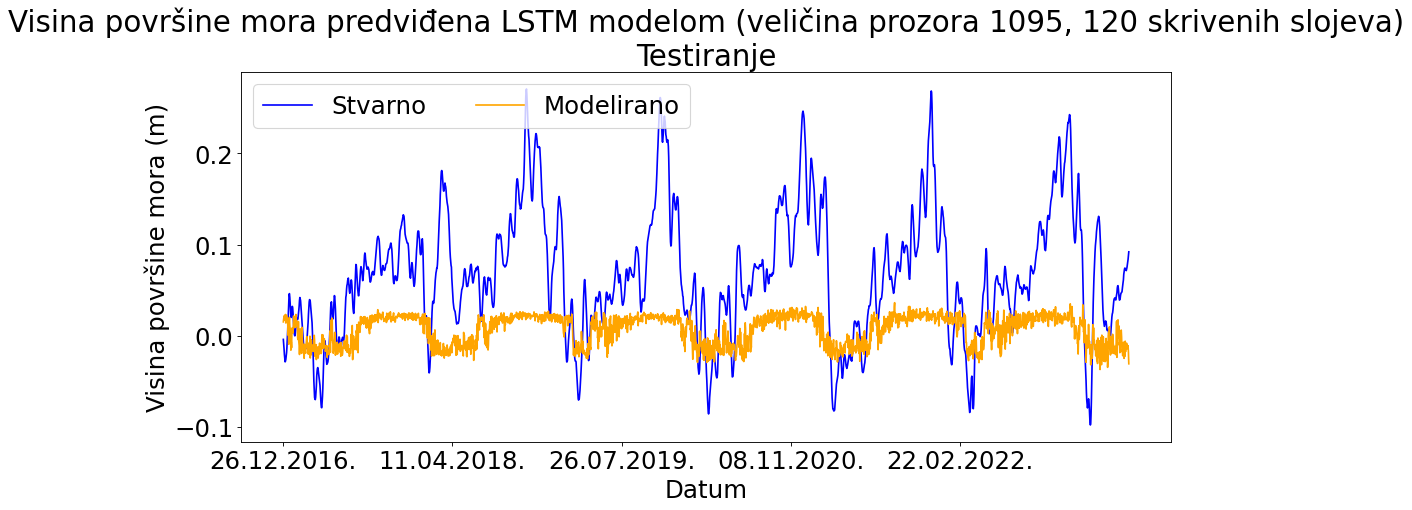 Visina površine mora predviđena LSTM modelom (veličina prozora 1095, 120 skrivenih slojeva)
Testiranje
Stvarno Modelirano
Visina površine mora (m)
0.2
0.1
0.0
−0.1
26.12.2016. 11.04.2018. 26.07.2019. 08.11.2020. 22.02.2022.
Datum